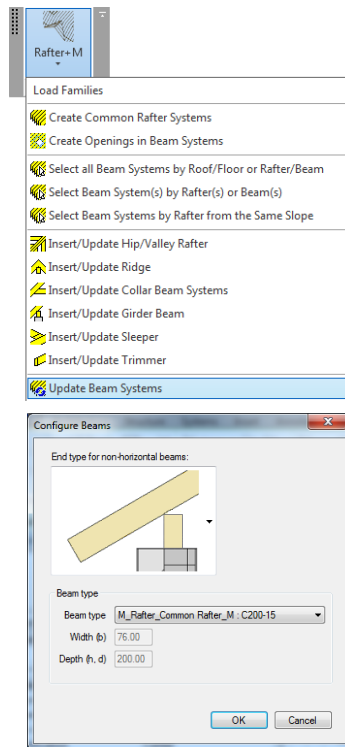 Rafter+M
Load Families
Create Common Rafter Systems
Create Openings in Beam Systems
Select all Beam Systems by Roof/Floor or Rafter/Beam
Select Beam System(s) by Rafter(s) or Beam(s)
Select Beam Systems by Rafter from the Same Slope
Insert/Update Hip/Valley Rafter
Insert/Update Ridge
Insert/Update Collar Beam Systems
Insert/Update Girder Beam
Insert/Update Sleeper
Insert/Update Trimmer
Update Beam Systems
Configure Beams
End type for non-horizontal beams:
Beam type
Beam type M_Rafter_Common Rafter_M : C200-15
Width (b) 76.00
Depth (h, d) 200.00
OK Cancel